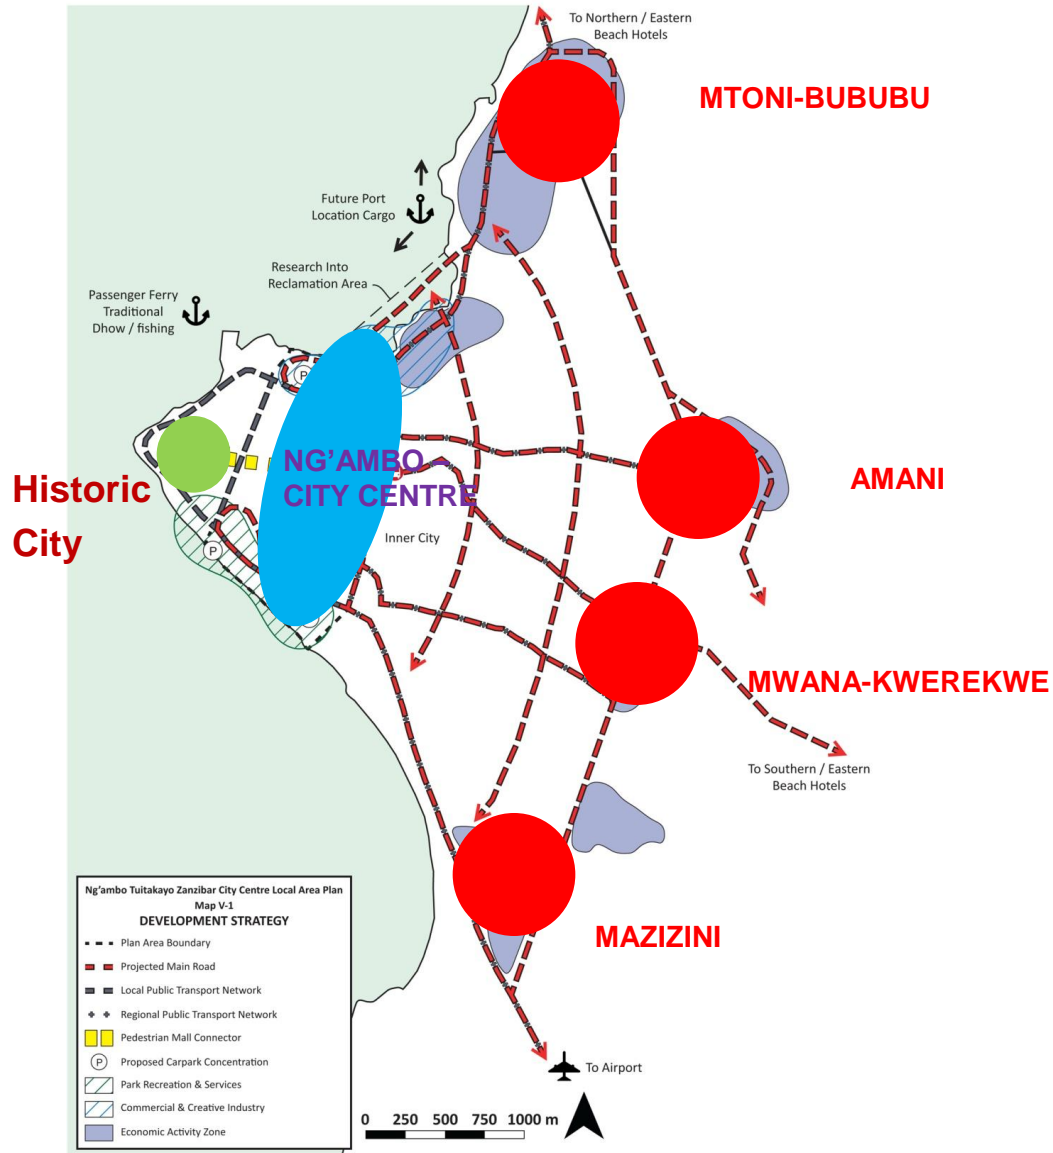 To Northern / Eastern
Beach Hotels
MTONI-BUBUBU
Future Port
Location Cargo
Research Into
Reclamation Area
Passenger Ferry
Traditional
Dhow / fishing
P
NG’AMBO –
CITY CENTRE
Historic
City
AMANI
Inner City
P
MWANA-KWEREKWE
To Southern / Eastern
Beach Hotels
MAZIZINI
Ng’ambo Tuitakayo Zanzibar City Centre Local Area Plan
Map V-1
DEVELOPMENT STRATEGY
Plan Area Boundary
Projected Main Road
Local Public Transport Network
Regional Public Transport Network
Pedestrian Mall Connector
P Proposed Carpark Concentration
Park Recreation & Services
Commercial & Creative Industry
Economic Activity Zone
To Airport
0 250 500 750 1000 m